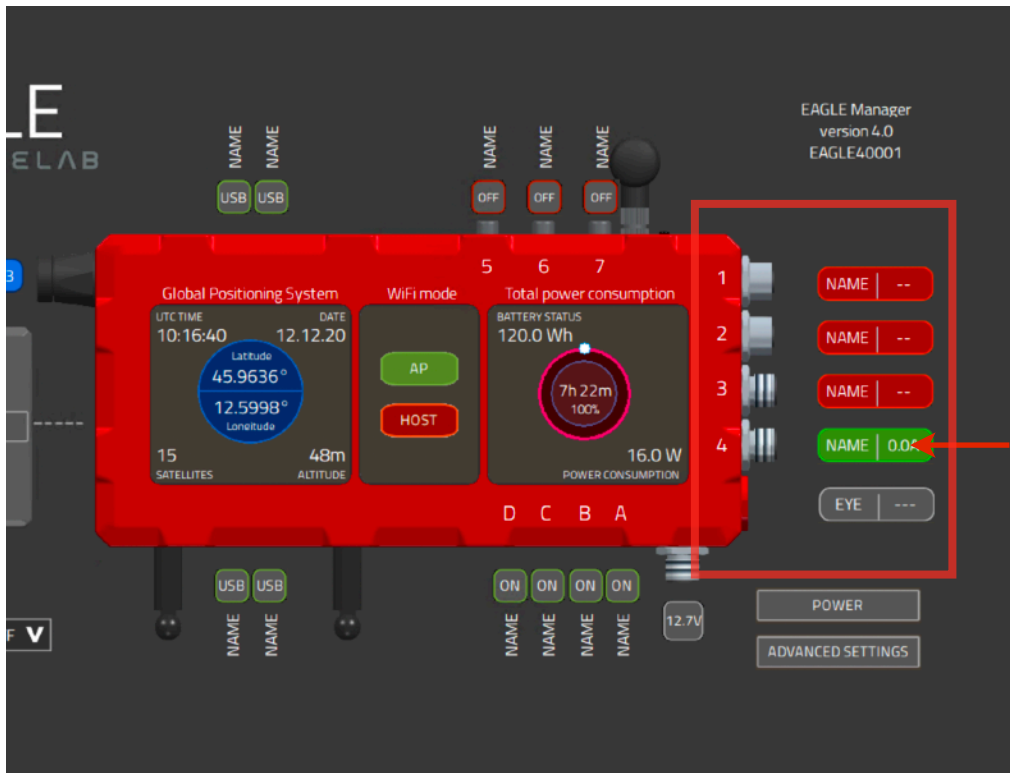 LE
ELAB
EAGLE Manager
version 4.0
EAGLE40001
NAME
NAME
NAME
NAME
NAME
USB
USB
OFF
OFF
OFF
5 6 7
B
Global Positioning System
WiFi mode
Total power consumption
UTC TIME DATE
10:16:40 12.12.20
Latitude
45.9636°
12.5998°
Longitude
15 48m
SATELLITES ALTITUDE
AP
HOST
BATTERY STATUS
120.0 Wh
7h 22m
100%
16.0 W
POWER CONSUMPTION
1
NAME --
2
NAME --
3
NAME --
4
NAME 0.0A
EYE ---
D C B A
USB
USB
ON
ON
ON
ON
NAME
NAME
NAME
NAME
NAME
NAME
12.7V
F V
POWER
ADVANCED SETTINGS